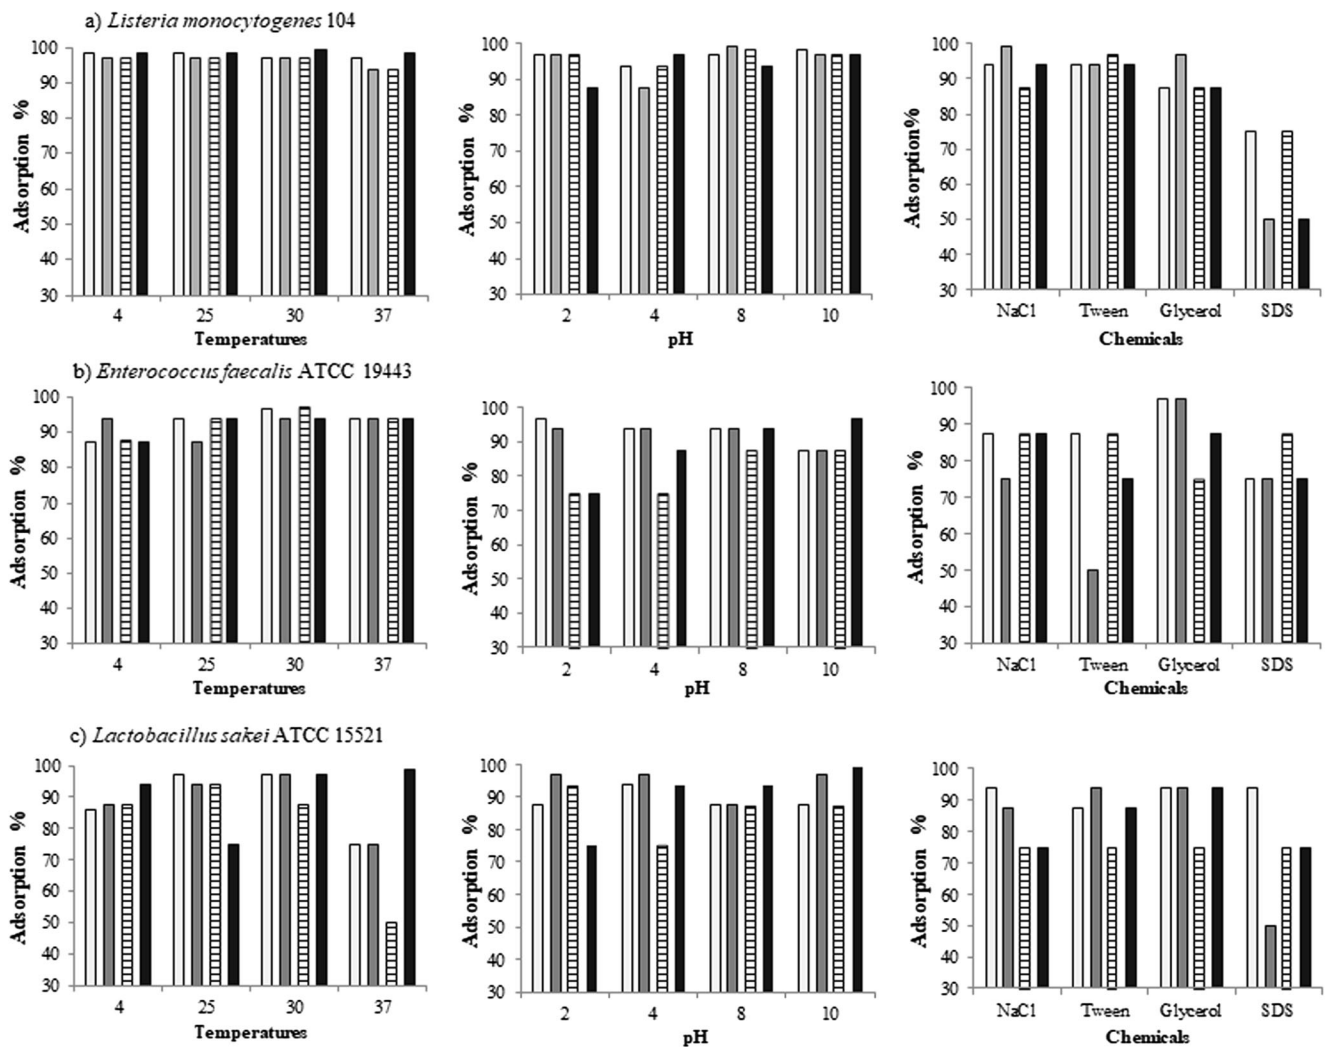 a) Listeria monocytogenes 104
100
90
80
70
60
50
40
30
Adsorption %
4 25 30 37
Temperatures
100
90
80
70
60
50
40
30
Adsorption %
2 4 8 10
pH
100
90
80
70
60
50
40
30
Adsorption%
NaCl Tween Glycerol SDS
Chemicals
b) Enterococcus faecalis ATCC 19443
100
90
80
70
60
50
40
30
Adsorption %
4 25 30 37
Temperatures
100
90
80
70
60
50
40
30
Adsorption %
2 4 8 10
pH
100
90
80
70
60
50
40
30
Adsorption %
NaCl Tween Glycerol SDS
Chemicals
c) Lactobacillus sakei ATCC 15521
100
90
80
70
60
50
40
30
Adsorption %
4 25 30 37
Temperatures
100
90
80
70
60
50
40
30
Adsorption %
2 4 8 10
pH
100
90
80
70
60
50
40
30
Adsorption %
NaCl Tween Glycerol SDS
Chemicals